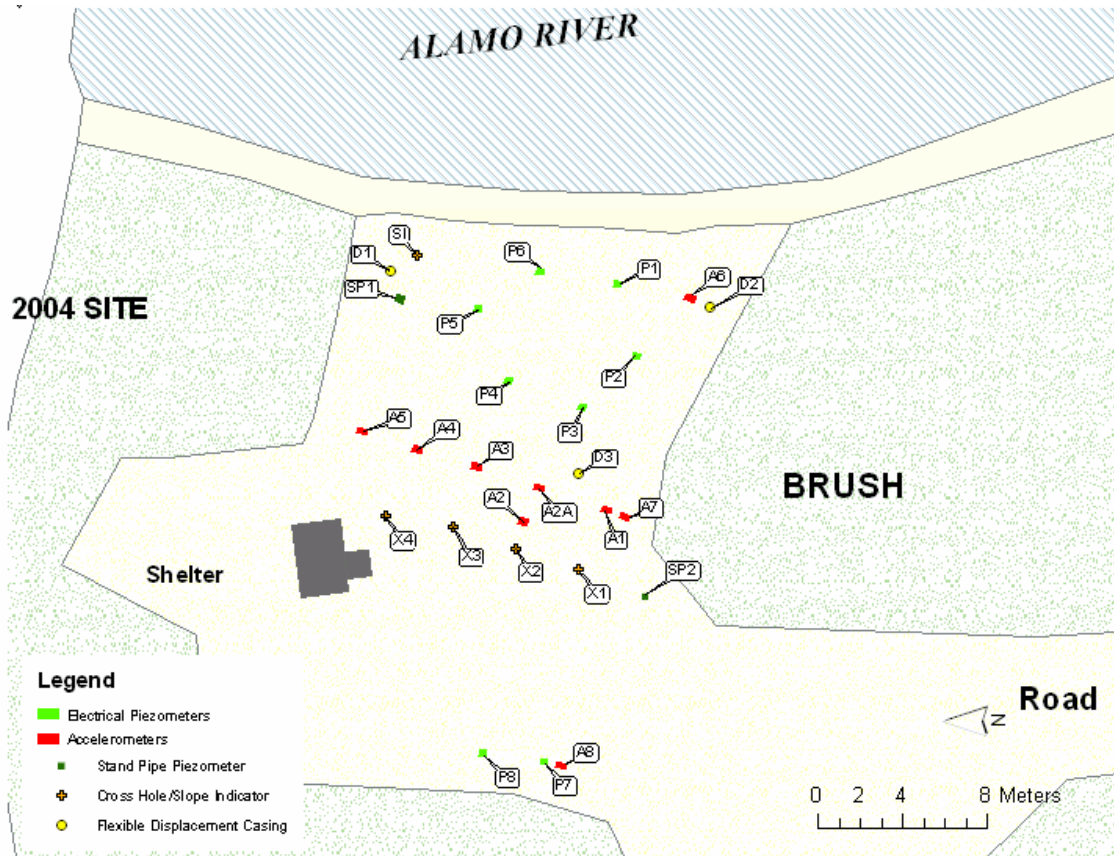 ALAMO RIVER
SI
D1
P6
P1
A6
D2
SP1
2004 SITE
P5
P2
P4
A5
A4
P3
A3
D3
BRUSH
A2
A2A
A7
A1
X4
X3
X2
SP2
Shelter
X1
Legend
Electrical Piezometers
Accelerometers
Stand Pipe Piezometer
Cross Hole/Slope Indicator
Flexible Displacement Casing
Road
N
A8
P8
P7
0 2 4 8 Meters